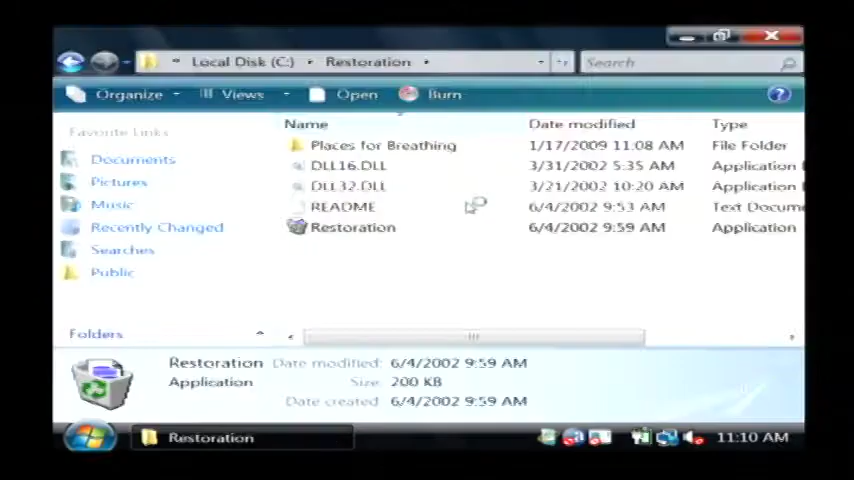 Local Disk (C:) Restoration Search
Organize Views Open Burn
Favorite Links
Documents
Pictures
Music
Recently Changed
Searches
Public
Folders
Name Date modified Type
Places for Breathing 1/17/2009 11:08 AM File Folder
DLL16.DLL 3/31/2002 5:35 AM Application
DLL32.DLL 3/21/2002 10:20 AM Application
README 6/4/2002 9:53 AM Text Docume
Restoration 6/4/2002 9:59 AM Application
Restoration Date modified: 6/4/2002 9:59 AM
Application Size: 200 KB
Date created: 6/4/2002 9:59 AM
Restoration 11:10 AM